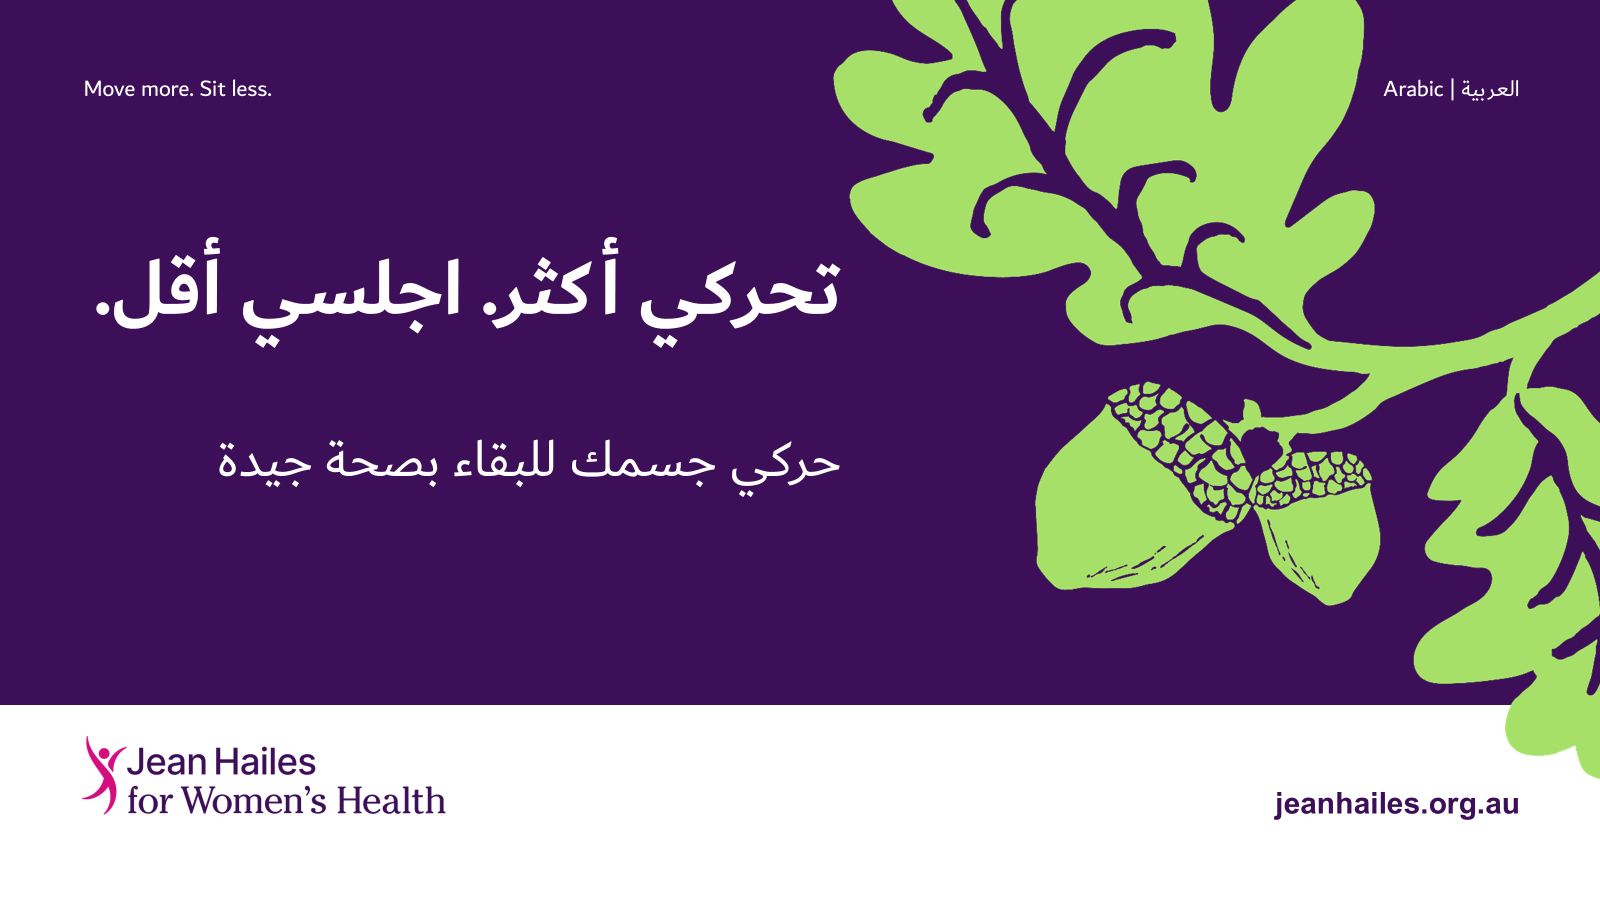 Move more. Sit less.
Arabic | العربية
تحركي أكثر. اجلسي أقل.
حركي جسمك للبقاء بصحة جيدة
Jean Hailes
for Women's Health
jeanhailes.org.au